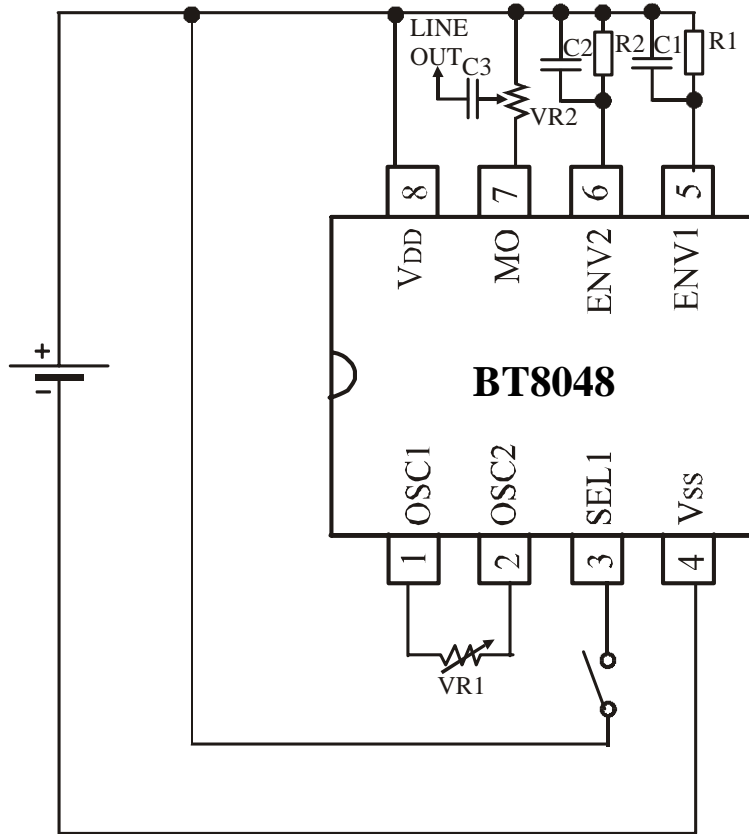 LINE
OUT
C3
VR2
C2
R2
C1
R1
8
7
6
5
VDD
MO
ENV2
ENV1
+
−
BT8048
OSC1
OSC2
SEL1
VSS
1
2
3
4
VR1